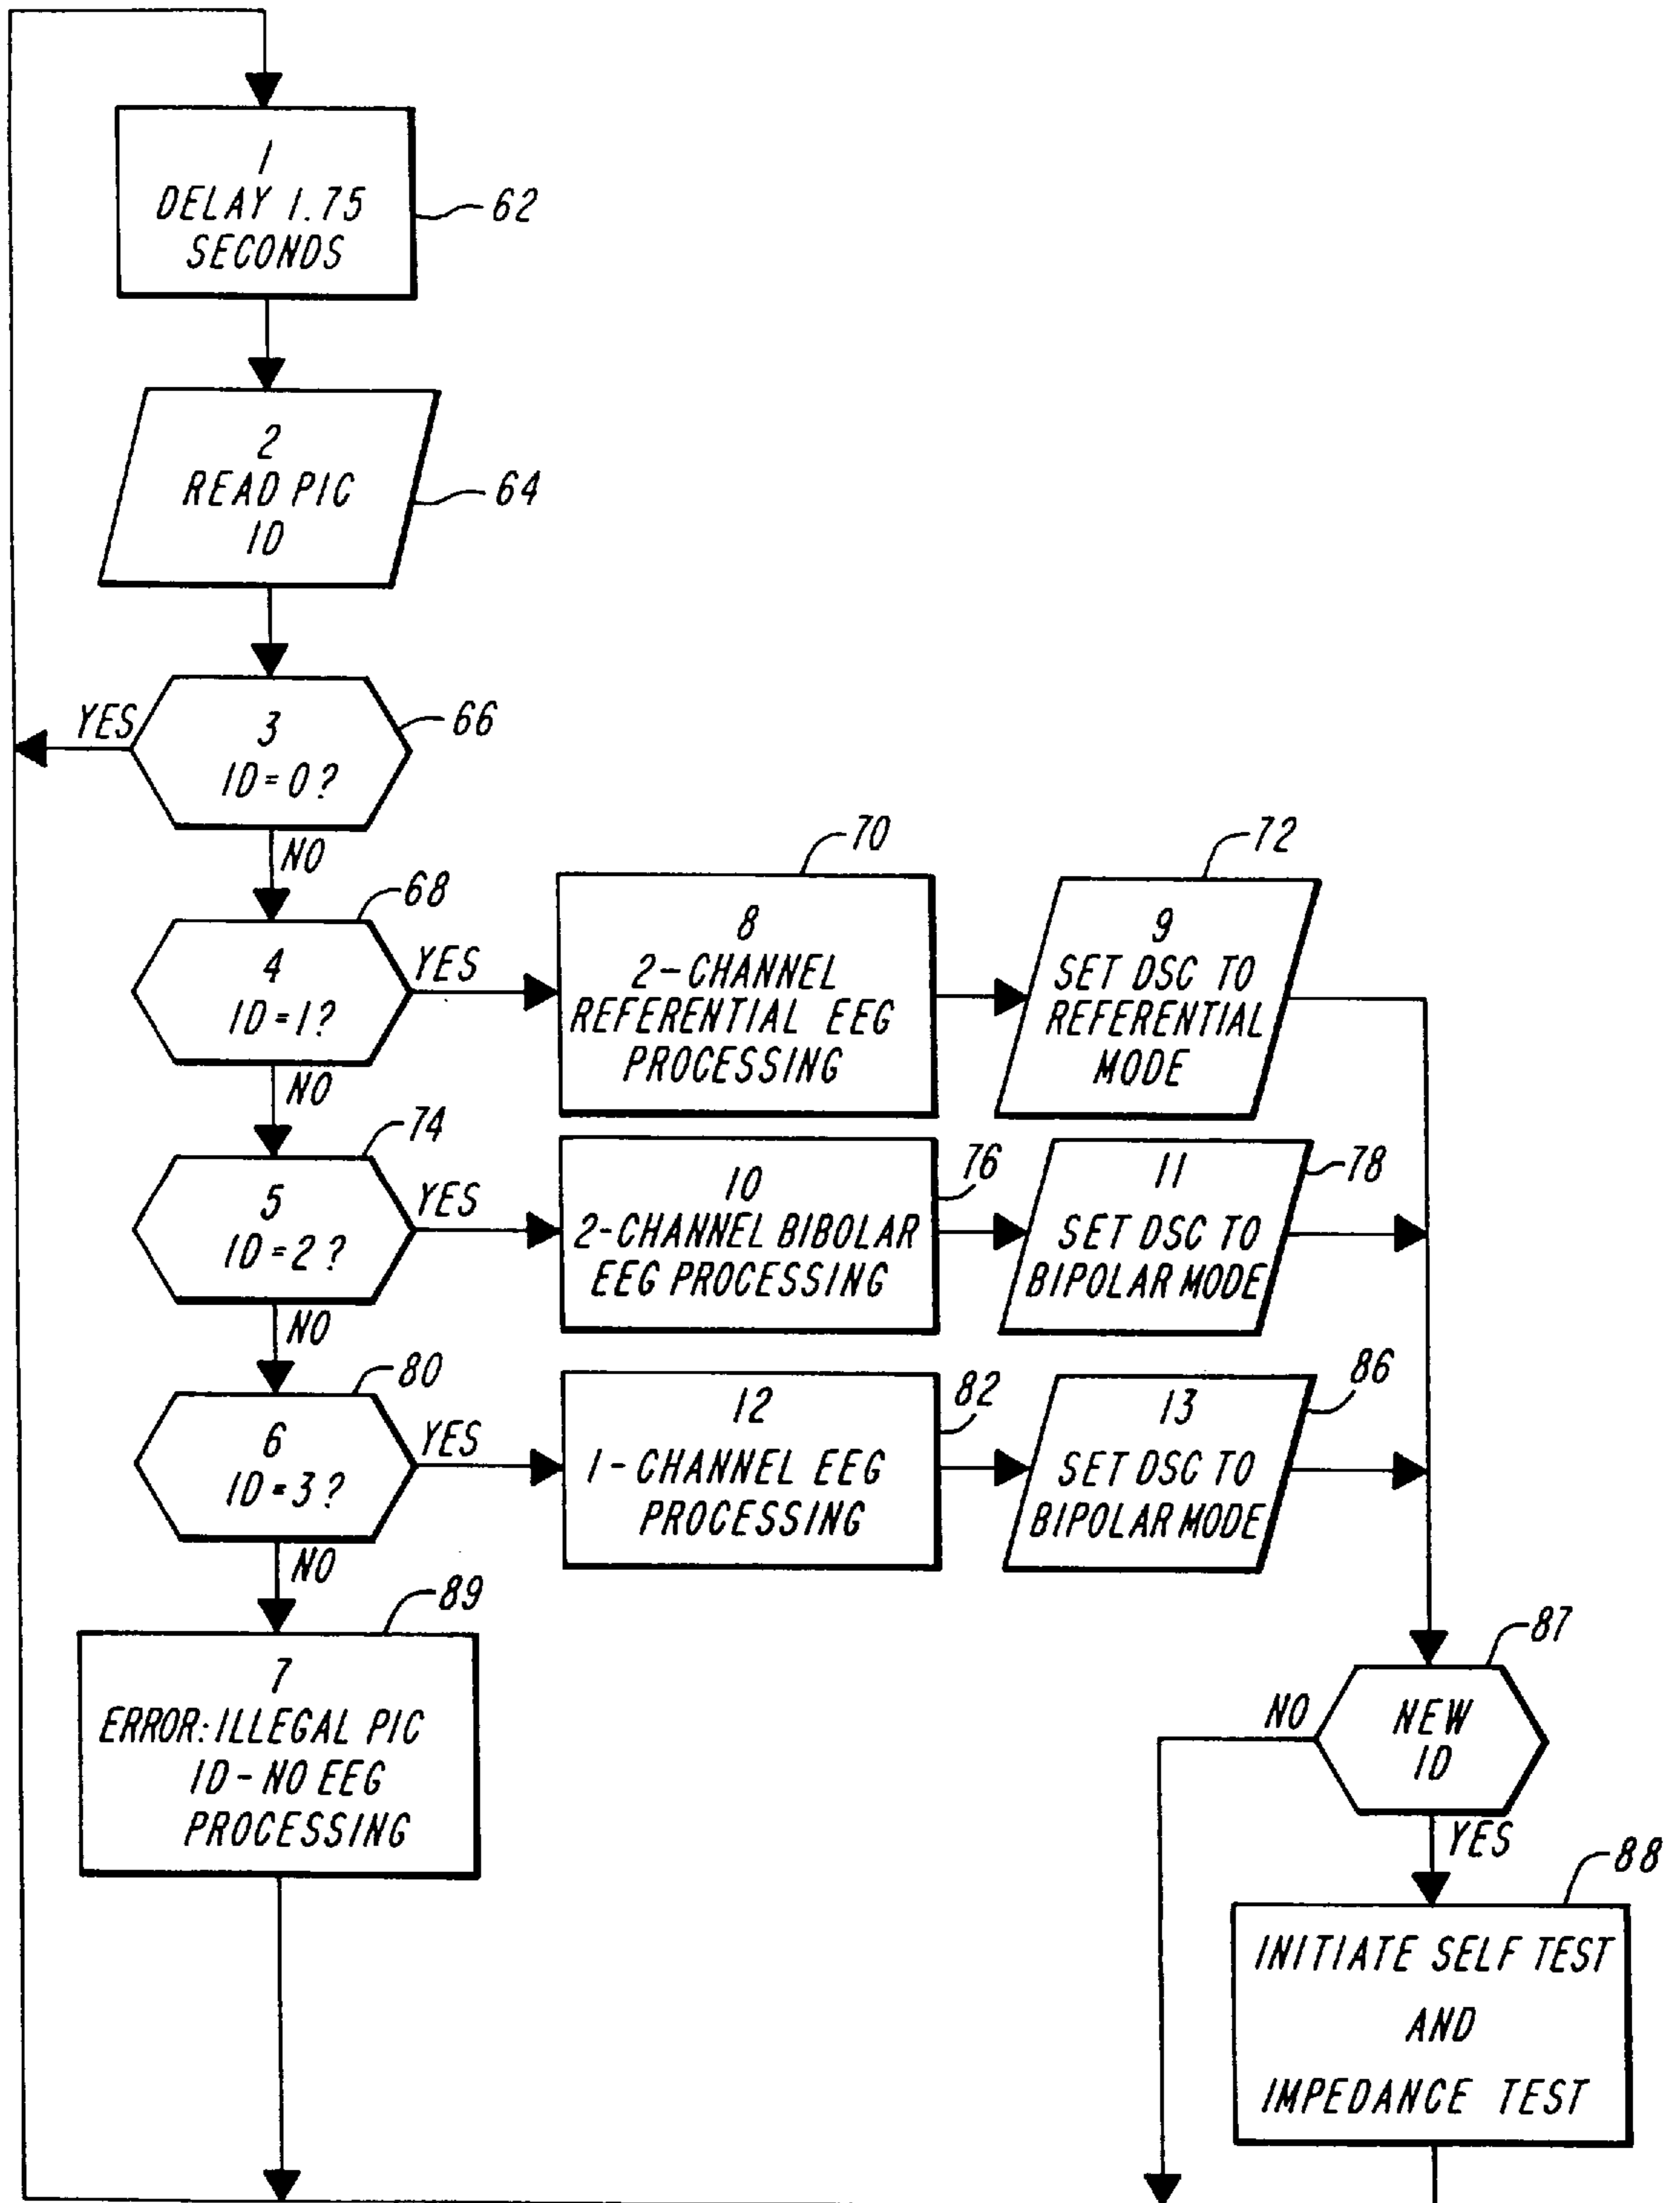 1
DELAY 1.75
SECONDS
62
2
READ PIC
ID
64
3
ID=0?
66
YES
NO
68
4
ID=1?
YES
NO
70
8
2-CHANNEL
REFERENTIAL EEG
PROCESSING
72
9
SET DSC TO
REFERENTIAL
MODE
74
5
ID=2?
YES
NO
76
10
2-CHANNEL BIBOLAR
EEG PROCESSING
78
11
SET DSC TO
BIPOLAR MODE
80
6
ID=3?
YES
NO
82
12
1-CHANNEL EEG
PROCESSING
86
13
SET DSC TO
BIPOLAR MODE
89
7
ERROR: ILLEGAL PIC
ID-NO EEG
PROCESSING
87
NEW
ID
NO
YES
88
INITIATE SELF TEST
AND
IMPEDANCE TEST